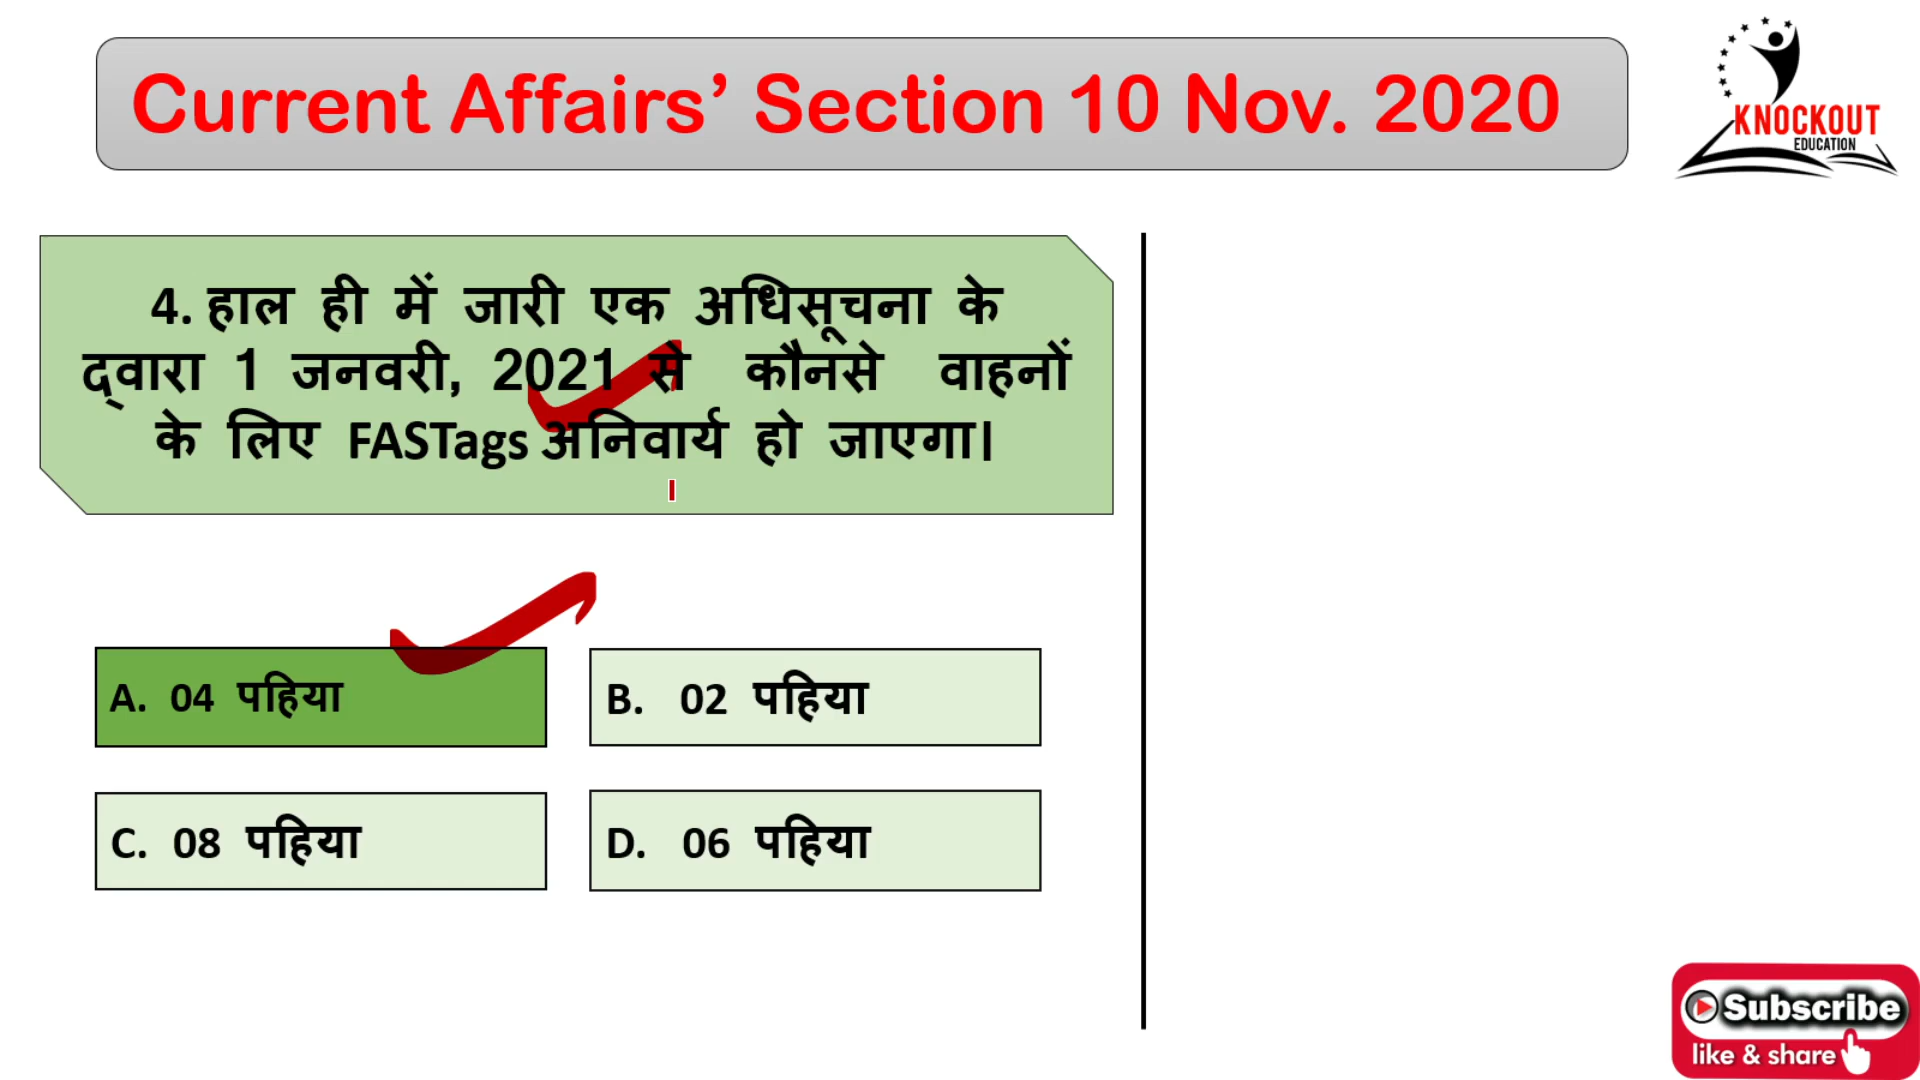 Current Affairs’ Section 10 Nov. 2020
KNOCKOUT
EDUCATION
4. हाल ही में जारी एक अधिसूचना के
द्वारा 1 जनवरी, 2021 से कौनसे वाहनों
के लिए FASTags अनिवार्य हो जाएगा।
A. 04 पहिया
B. 02 पहिया
C. 08 पहिया
D. 06 पहिया
Subscribe
like & share